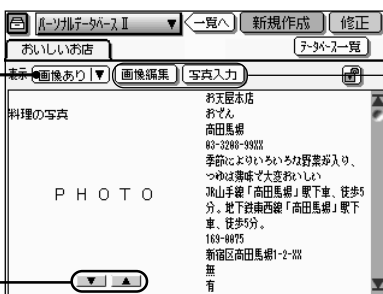 パーソナルデータベースⅡ ▼ 一覧へ 新規作成 修正
おいしいお店 データベース一覧
表示 画像あり ▼ 画像編集 写真入力
料理の写真
PHOTO
▼ ▲
お天屋本店
おでん
高田馬場
03-3208-99XX
季節によりいろいろな野菜が入り、
つゆは薄味で大変おいしい
JR山手線「高田馬場」駅下車、徒歩5
分。地下鉄東西線「高田馬場」駅下
車、徒歩5分。
169-0075
新宿区高田馬場1-2-XX
無
有